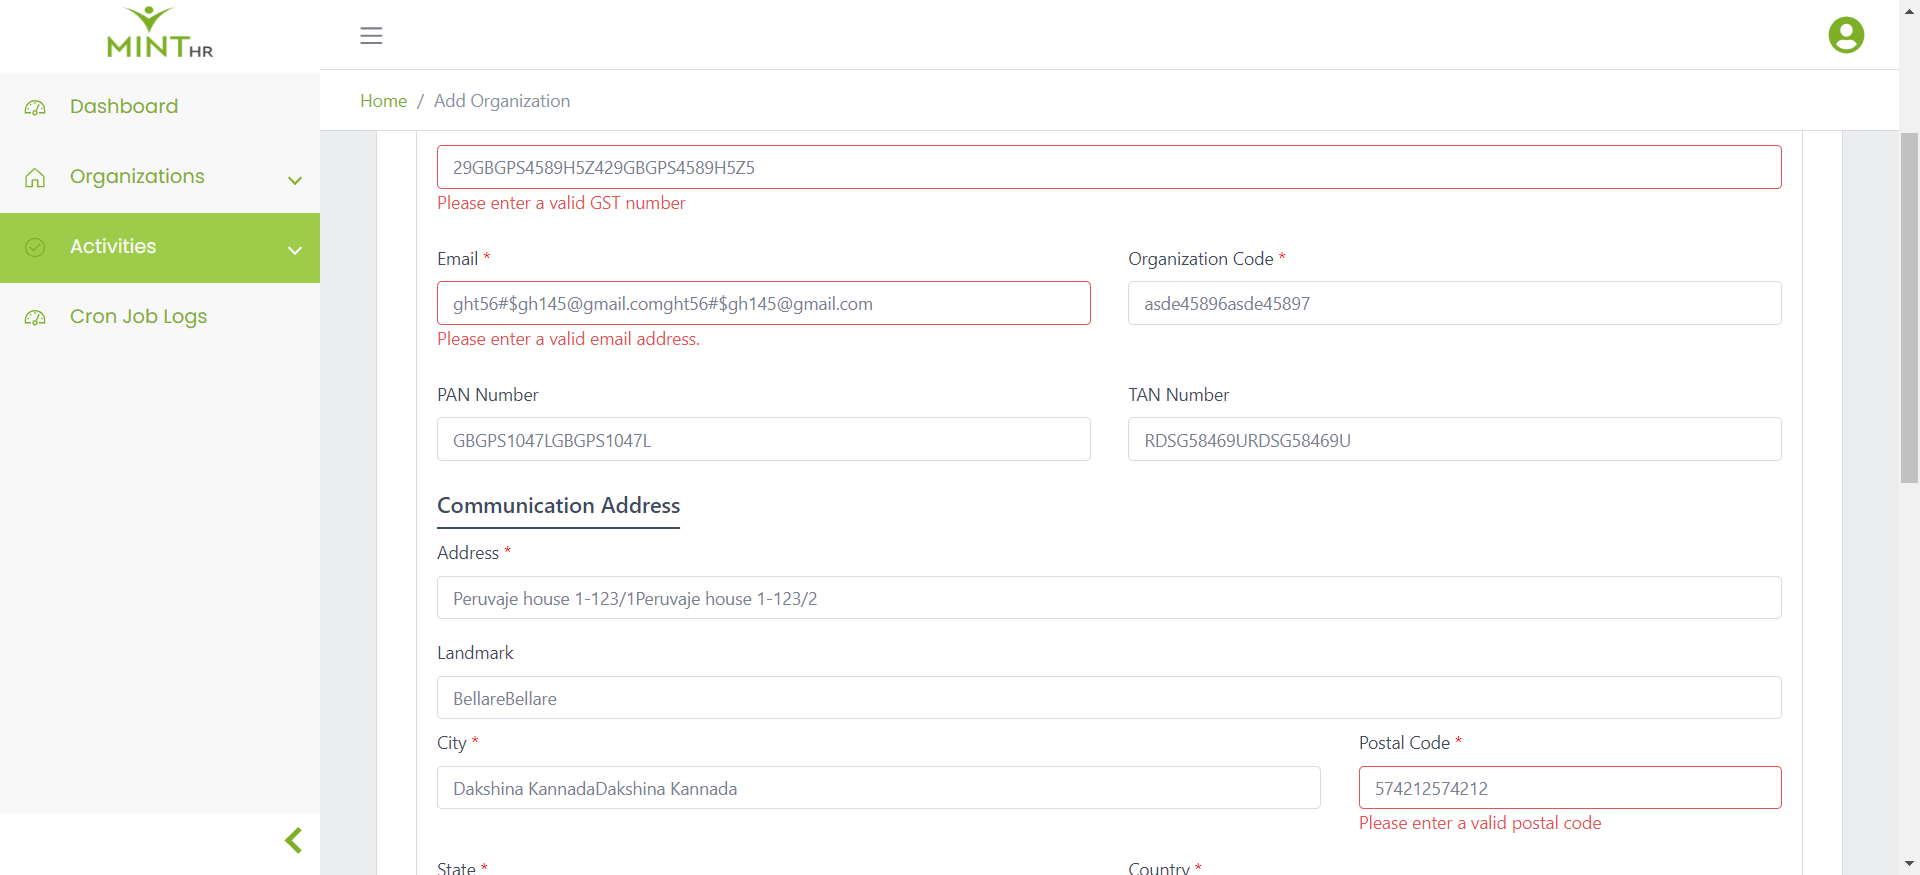 MINT HR
Dashboard
Organizations
Activities
Cron Job Logs
Home / Add Organization
29GBGPS4589H5Z429GBGPS4589H5Z5
Please enter a valid GST number
Email *
Organization Code *
ght56#$gh145@gmail.comght56#$gh145@gmail.com
asde45896asde45897
Please enter a valid email address.
PAN Number
TAN Number
GBGPS1047LGBGPS1047L
RDSG58469URDSG58469U
Communication Address
Address *
Peruvaje house 1-123/1Peruvaje house 1-123/2
Landmark
BellareBellare
City *
Postal Code *
Dakshina KannadaDakshina Kannada
574212574212
Please enter a valid postal code
State *
Country *